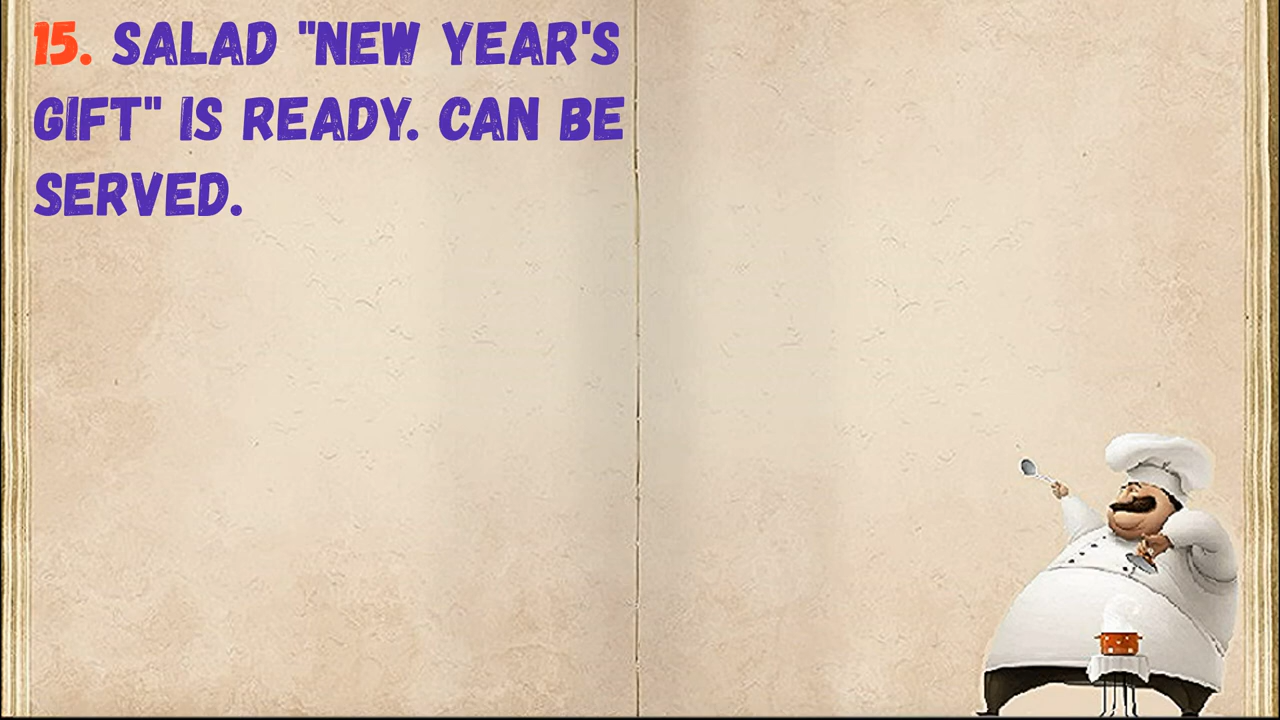 15. SALAD "NEW YEAR'S
GIFT" IS READY. CAN BE
SERVED.